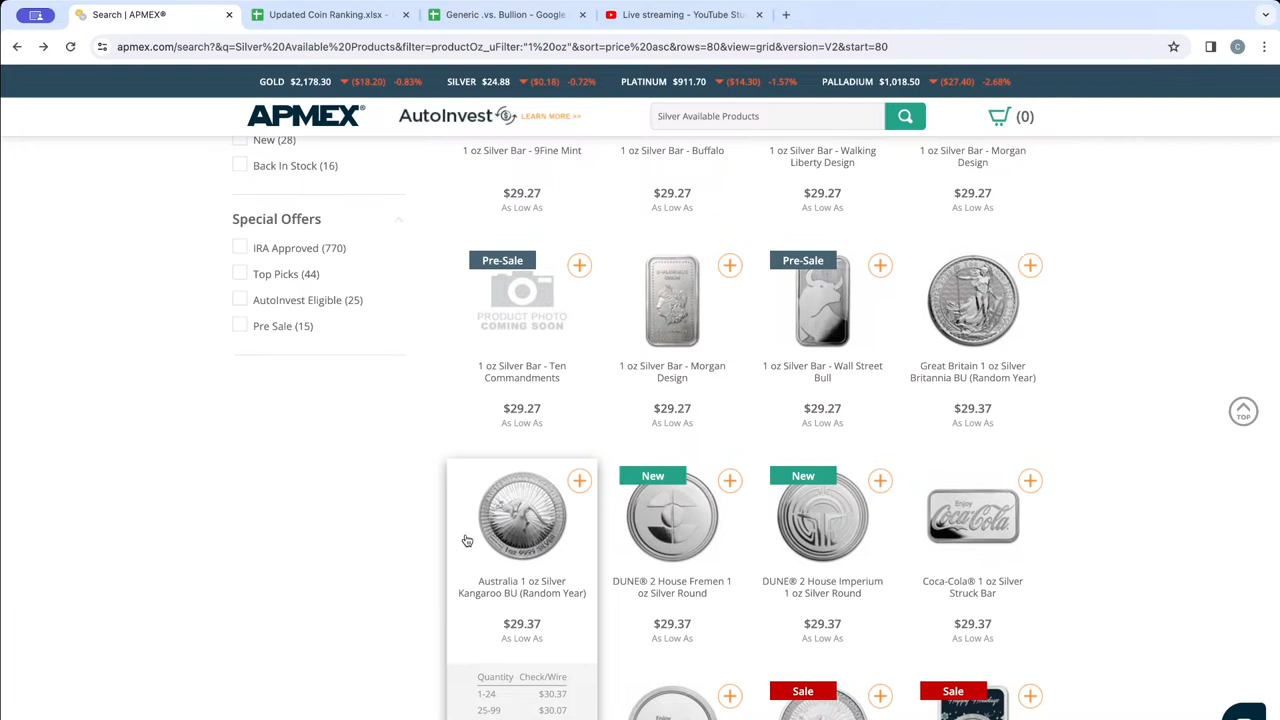 Search | APMEX®
Updated Coin Ranking.xlsx -
Generic .vs. Bullion - Google
Live streaming - YouTube Stu
apmex.com/search?&q=Silver%20Available%20Products&filter=productOz_uFilter:"1%20oz"&sort=price%20asc&rows=80&view=grid&version=V2&start=80
C
GOLD $2,178.30 ($18.20) -0.83% SILVER $24.88 ($0.18) -0.72% PLATINUM $911.70 ($14.30) -1.57% PALLADIUM $1,018.50 ($27.40) -2.68%
APMEX®
AutoInvest LEARN MORE >>
Silver Available Products
(0)
New (28)
Back In Stock (16)
Special Offers
IRA Approved (770)
Top Picks (44)
AutoInvest Eligible (25)
Pre Sale (15)
1 oz Silver Bar - 9Fine Mint
$29.27
As Low As
1 oz Silver Bar - Buffalo
$29.27
As Low As
1 oz Silver Bar - Walking
Liberty Design
$29.27
As Low As
1 oz Silver Bar - Morgan
Design
$29.27
As Low As
Pre-Sale
PRODUCT PHOTO
COMING SOON
1 oz Silver Bar - Ten
Commandments
$29.27
As Low As
1 oz Silver Bar - Morgan
Design
$29.27
As Low As
Pre-Sale
1 oz Silver Bar - Wall Street
Bull
$29.27
As Low As
Great Britain 1 oz Silver
Britannia BU (Random Year)
$29.37
As Low As
TOP
1oz 9999 SILVER
Australia 1 oz Silver
Kangaroo BU (Random Year)
$29.37
As Low As
Quantity Check/Wire
1-24 $30.37
25-99 $30.07
New
DUNE® 2 House Fremen 1
oz Silver Round
$29.37
As Low As
New
DUNE® 2 House Imperium
1 oz Silver Round
$29.37
As Low As
Enjoy
Coca-Cola
Coca-Cola® 1 oz Silver
Struck Bar
$29.37
As Low As
Sale
Sale
Happy Holidays